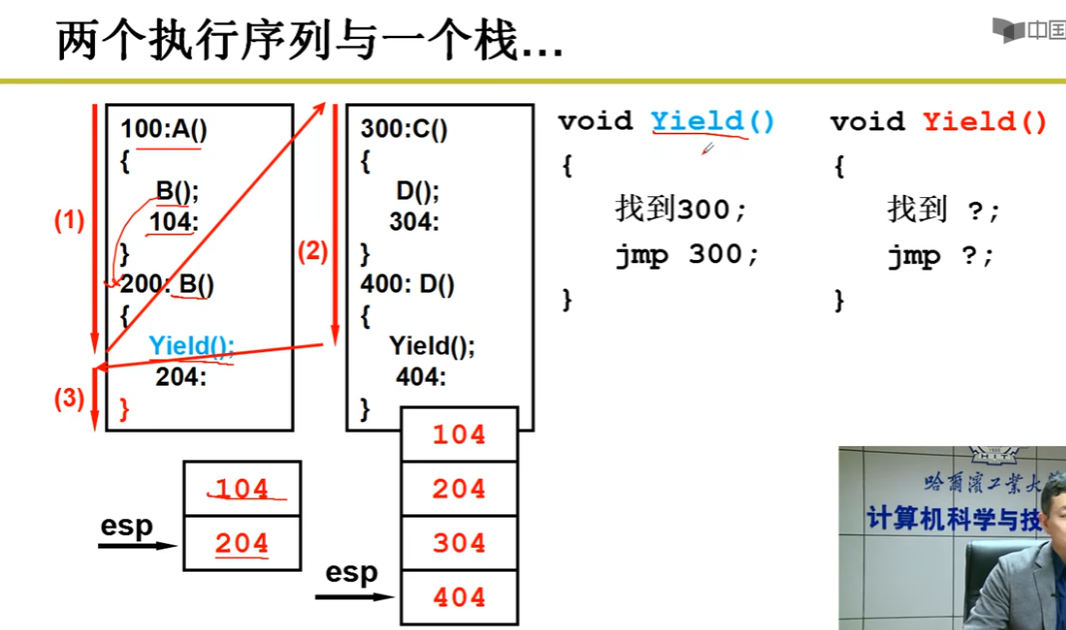 两个执行序列与一个栈...
中国
100:A()
{
B();
104:
}
200: B()
{
Yield();
204:
}
(1)
(2)
(3)
300:C()
{
D();
304:
}
400: D()
{
Yield();
404:
}
void Yield()
{
找到300;
jmp 300;
}
void Yield()
{
找到 ?;
jmp ?;
}
esp
104
204
esp
104
204
304
404
HIT
哈尔滨工业大
计算机科学与技